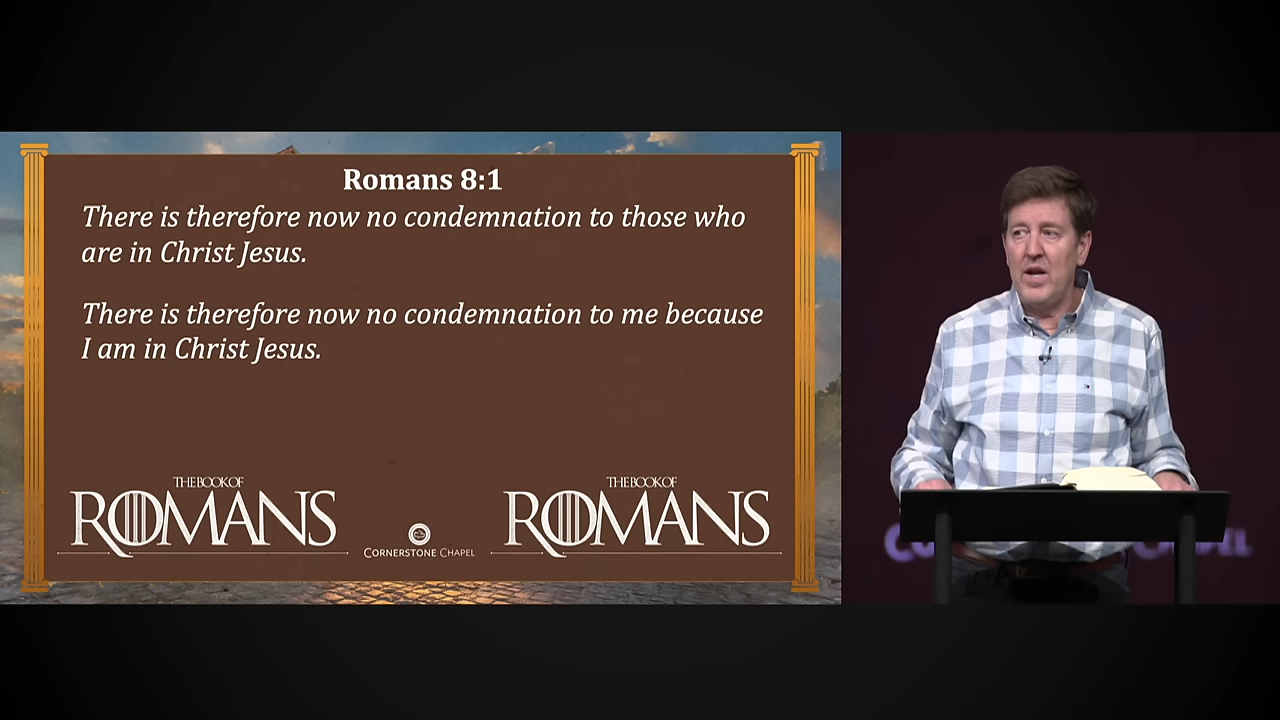 Romans 8:1
There is therefore now no condemnation to those who
are in Christ Jesus.
There is therefore now no condemnation to me because
I am in Christ Jesus.
THE BOOK OF
ROMANS
CORNERSTONE CHAPEL
THE BOOK OF
ROMANS
CHAPEL